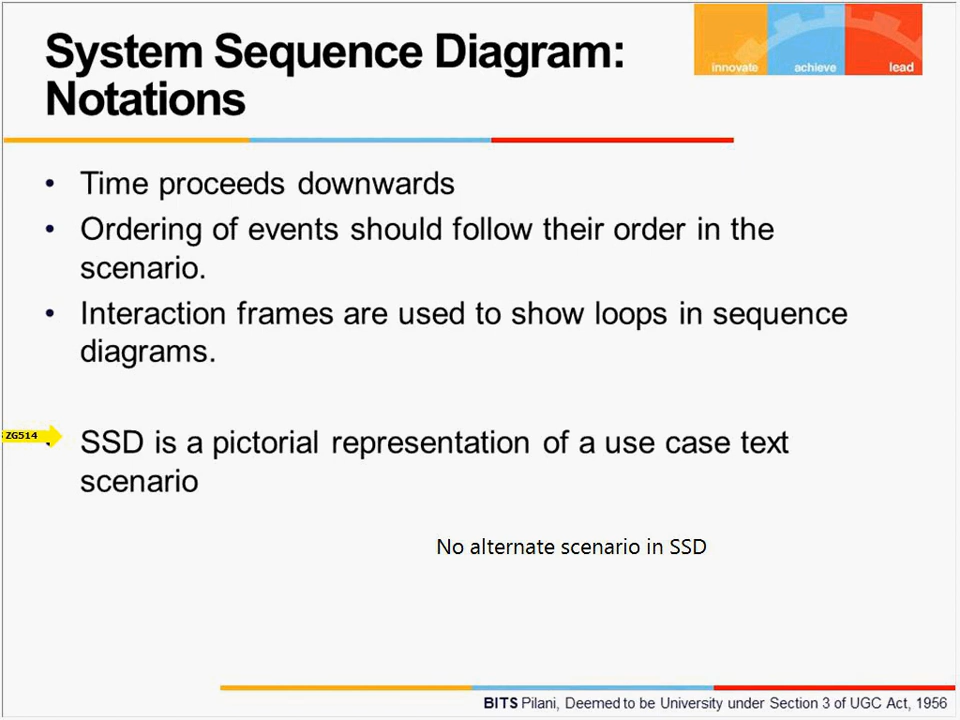 System Sequence Diagram:
Notations
innovate achieve lead
• Time proceeds downwards
• Ordering of events should follow their order in the
scenario.
• Interaction frames are used to show loops in sequence
diagrams.
ZG514
• SSD is a pictorial representation of a use case text
scenario
No alternate scenario in SSD
BITS Pilani, Deemed to be University under Section 3 of UGC Act, 1956